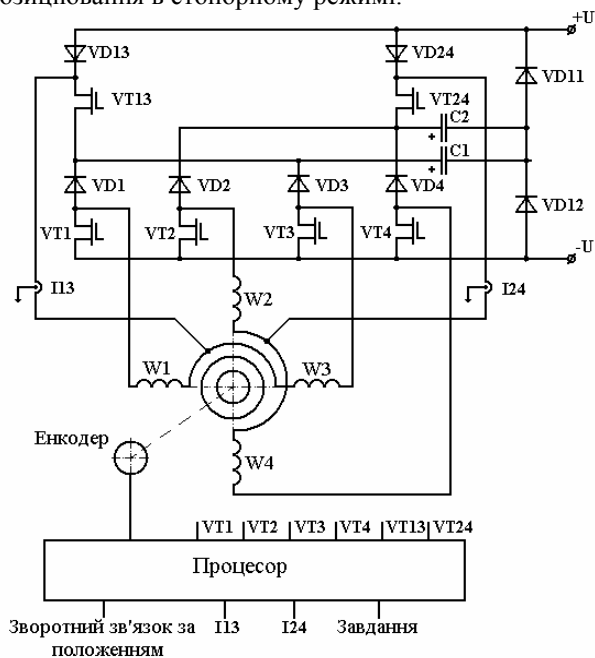 озиціювання в стопорному режимі.
+U
VD13
VD24
VD11
VT13
VT24
C2
C1
VD1
VD2
VD3
VD4
VD12
VT1
VT2
VT3
VT4
-U
I13
I24
W2
W1
W3
Енкодер
W4
VT1 VT2 VT3 VT4 VT13 VT24
Процесор
Зворотний зв'язок за I13 I24 Завдання
положенням